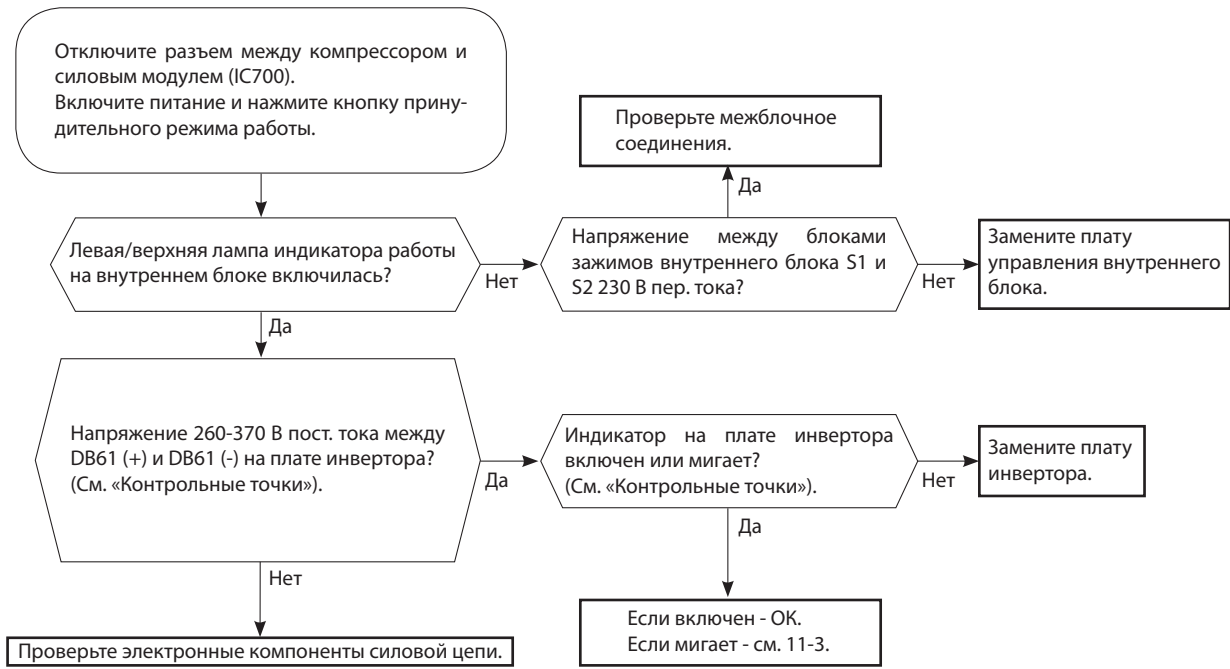 Отключите разъем между компрессором и
силовым модулем (IC700).
Включите питание и нажмите кнопку прину-
дительного режима работы.
Проверьте межблочное
соединения.
Да
Левая/верхняя лампа индикатора работы
на внутреннем блоке включилась?
Нет
Напряжение между блоками
зажимов внутреннего блока S1 и
S2 230 В пер. тока?
Нет
Замените плату
управления внутреннего
блока.
Да
Напряжение 260-370 В пост. тока между
DB61 (+) и DB61 (-) на плате инвертора?
(См. «Контрольные точки»).
Да
Индикатор на плате инвертора
включен или мигает?
(См. «Контрольные точки»).
Нет
Замените плату
инвертора.
Да
Нет
Если включен - OK.
Если мигает - см. 11-3.
Проверьте электронные компоненты силовой цепи.